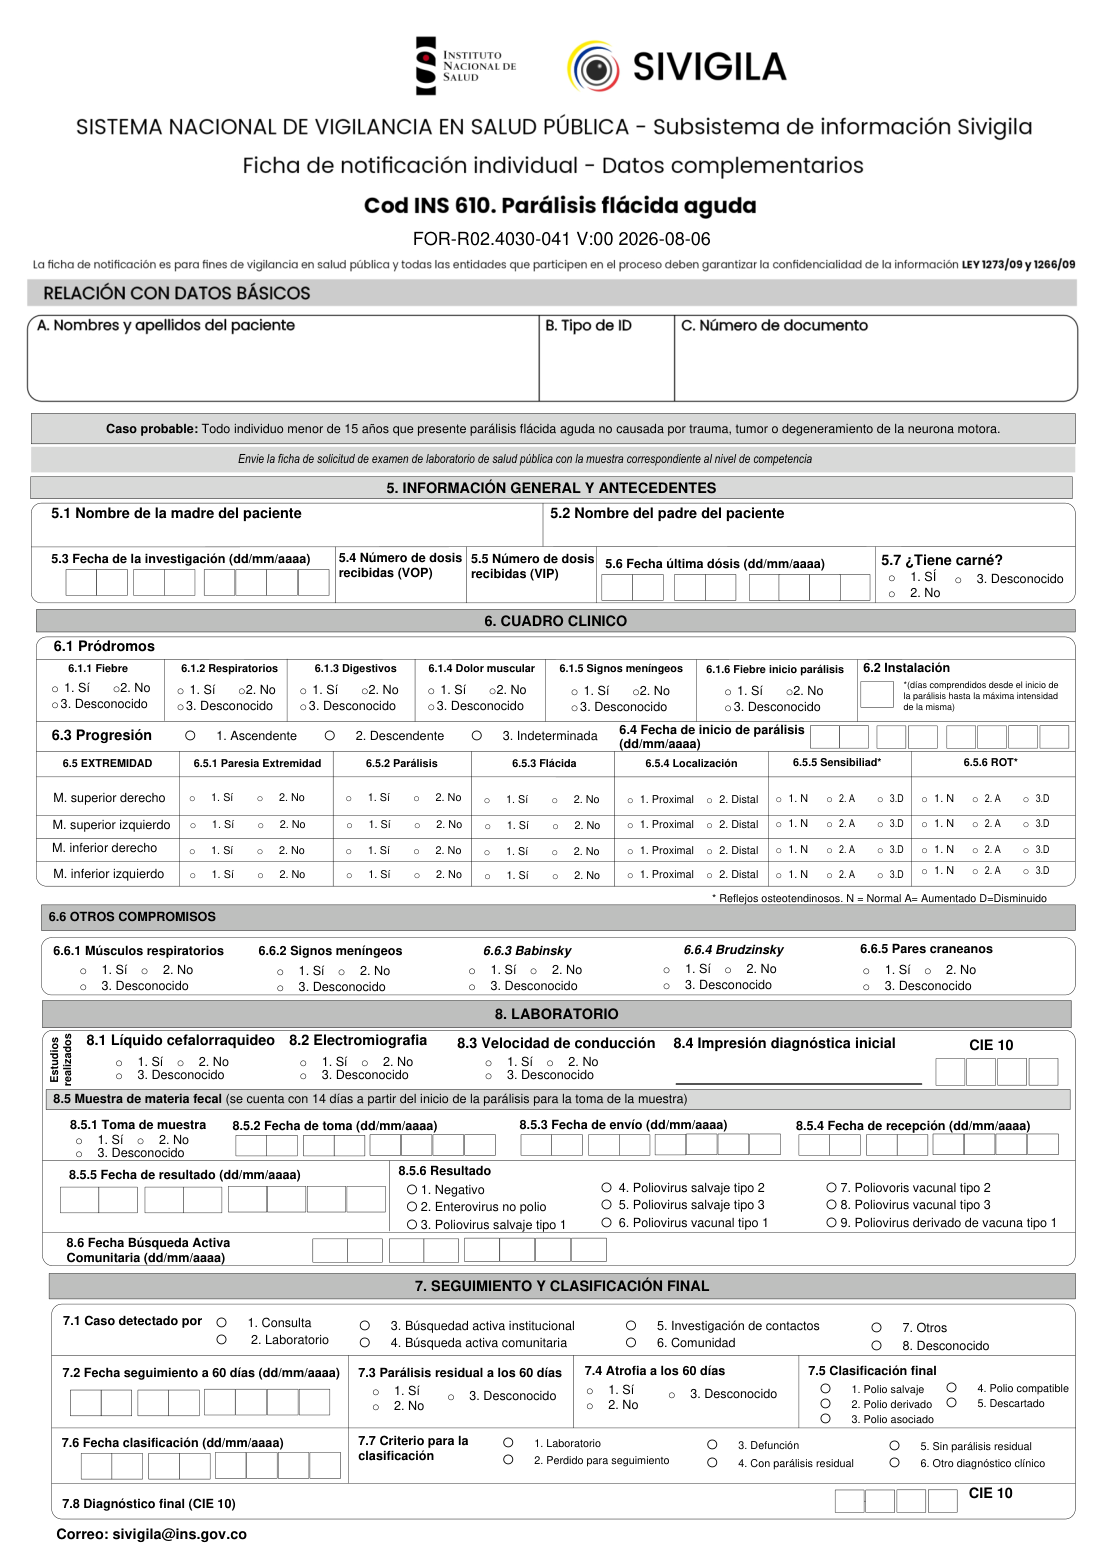 INSTITUTO
NACIONAL DE
SALUD
SIVIGILA
SISTEMA NACIONAL DE VIGILANCIA EN SALUD PÚBLICA - Subsistema de información Sivigila
Ficha de notificación individual - Datos complementarios
Cod INS 610. Parálisis flácida aguda
FOR-R02.4030-041 V:00 2026-08-06
La ficha de notificación es para fines de vigilancia en salud pública y todas las entidades que participen en el proceso deben garantizar la confidencialidad de la información LEY 1273/09 y 1266/09
RELACIÓN CON DATOS BÁSICOS
A. Nombres y apellidos del paciente B. Tipo de ID C. Número de documento
Caso probable: Todo individuo menor de 15 años que presente parálisis flácida aguda no causada por trauma, tumor o degeneramiento de la neurona motora.
Envie la ficha de solicitud de examen de laboratorio de salud pública con la muestra correspondiente al nivel de competencia
5. INFORMACIÓN GENERAL Y ANTECEDENTES
5.1 Nombre de la madre del paciente 5.2 Nombre del padre del paciente
5.3 Fecha de la investigación (dd/mm/aaaa)
5.4 Número de dosis
recibidas (VOP)
5.5 Número de dosis
recibidas (VIP)
5.6 Fecha última dósis (dd/mm/aaaa)
5.7 ¿Tiene carné?
1. SÍ 3. Desconocido
2. No
6. CUADRO CLINICO
6.1 Pródromos
6.1.1 Fiebre 6.1.2 Respiratorios 6.1.3 Digestivos 6.1.4 Dolor muscular 6.1.5 Signos meníngeos 6.1.6 Fiebre inicio parálisis 6.2 Instalación
1. Sí 2. No 1. Sí 2. No 1. Sí 2. No 1. Sí 2. No 1. Sí 2. No 1. Sí 2. No
3. Desconocido 3. Desconocido 3. Desconocido 3. Desconocido 3. Desconocido 3. Desconocido
*(días comprendidos desde el inicio de
la parálisis hasta la máxima intensidad
de la misma)
6.3 Progresión 1. Ascendente 2. Descendente 3. Indeterminada
6.4 Fecha de inicio de parálisis
(dd/mm/aaaa)
6.5 EXTREMIDAD 6.5.1 Paresia Extremidad 6.5.2 Parálisis 6.5.3 Flácida 6.5.4 Localización 6.5.5 Sensibiliad* 6.5.6 ROT*
M. superior derecho 1. Sí 2. No 1. Sí 2. No 1. Sí 2. No 1. Proximal 2. Distal 1. N 2. A 3.D 1. N 2. A 3.D
M. superior izquierdo 1. Sí 2. No 1. Sí 2. No 1. Sí 2. No 1. Proximal 2. Distal 1. N 2. A 3.D 1. N 2. A 3.D
M. inferior derecho 1. Sí 2. No 1. Sí 2. No 1. Sí 2. No 1. Proximal 2. Distal 1. N 2. A 3.D 1. N 2. A 3.D
M. inferior izquierdo 1. Sí 2. No 1. Sí 2. No 1. Sí 2. No 1. Proximal 2. Distal 1. N 2. A 3.D 1. N 2. A 3.D
* Reflejos osteotendinosos. N = Normal A= Aumentado D=Disminuido
6.6 OTROS COMPROMISOS
6.6.1 Músculos respiratorios 6.6.2 Signos meníngeos 6.6.3 Babinsky 6.6.4 Brudzinsky 6.6.5 Pares craneanos
1. Sí 2. No 1. Sí 2. No 1. Sí 2. No 1. Sí 2. No 1. Sí 2. No
3. Desconocido 3. Desconocido 3. Desconocido 3. Desconocido 3. Desconocido
8. LABORATORIO
Estudios
realizados
8.1 Líquido cefalorraquideo 8.2 Electromiografia 8.3 Velocidad de conducción 8.4 Impresión diagnóstica inicial CIE 10
1. Sí 2. No 1. Sí 2. No 1. Sí 2. No
3. Desconocido 3. Desconocido 3. Desconocido
8.5 Muestra de materia fecal (se cuenta con 14 días a partir del inicio de la parálisis para la toma de la muestra)
8.5.1 Toma de muestra 8.5.2 Fecha de toma (dd/mm/aaaa) 8.5.3 Fecha de envío (dd/mm/aaaa) 8.5.4 Fecha de recepción (dd/mm/aaaa)
1. Sí 2. No
3. Desconocido
8.5.5 Fecha de resultado (dd/mm/aaaa) 8.5.6 Resultado
1. Negativo 4. Poliovirus salvaje tipo 2 7. Poliovoris vacunal tipo 2
2. Enterovirus no polio 5. Poliovirus salvaje tipo 3 8. Poliovirus vacunal tipo 3
3. Poliovirus salvaje tipo 1 6. Poliovirus vacunal tipo 1 9. Poliovirus derivado de vacuna tipo 1
8.6 Fecha Búsqueda Activa
Comunitaria (dd/mm/aaaa)
7. SEGUIMIENTO Y CLASIFICACIÓN FINAL
7.1 Caso detectado por 1. Consulta 3. Búsquedad activa institucional 5. Investigación de contactos 7. Otros
2. Laboratorio 4. Búsqueda activa comunitaria 6. Comunidad 8. Desconocido
7.2 Fecha seguimiento a 60 días (dd/mm/aaaa) 7.3 Parálisis residual a los 60 días 7.4 Atrofia a los 60 días 7.5 Clasificación final
1. Sí 3. Desconocido 1. Sí 3. Desconocido 1. Polio salvaje 4. Polio compatible
2. No 2. No 2. Polio derivado 5. Descartado
3. Polio asociado
7.6 Fecha clasificación (dd/mm/aaaa)
7.7 Criterio para la
clasificación
1. Laboratorio 3. Defunción 5. Sin parálisis residual
2. Perdido para seguimiento 4. Con parálisis residual 6. Otro diagnóstico clínico
7.8 Diagnóstico final (CIE 10) CIE 10
Correo: sivigila@ins.gov.co